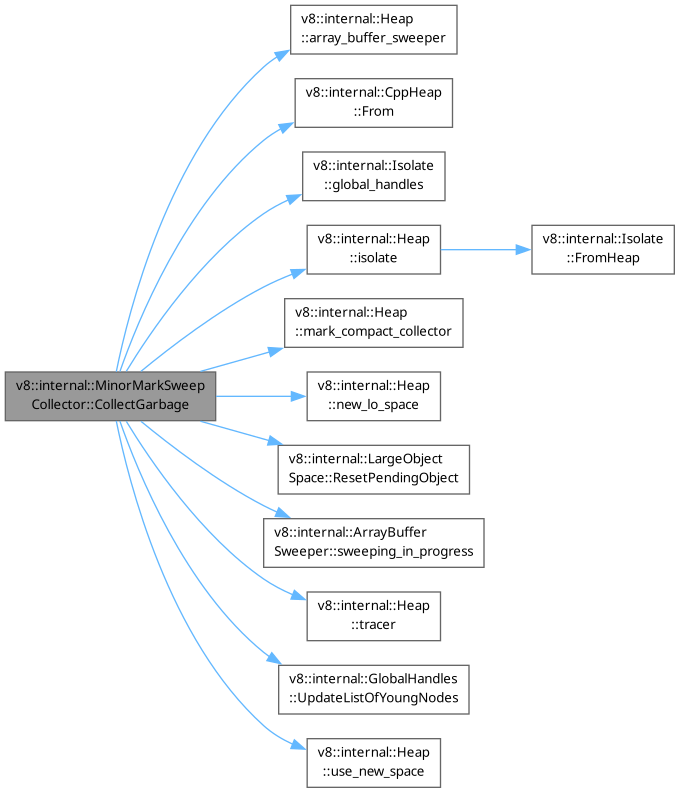 v8::internal::Heap
::array_buffer_sweeper
v8::internal::CppHeap
::From
v8::internal::Isolate
::global_handles
v8::internal::Heap
::isolate
v8::internal::Isolate
::FromHeap
v8::internal::Heap
::mark_compact_collector
v8::internal::MinorMarkSweep
Collector::CollectGarbage
v8::internal::Heap
::new_lo_space
v8::internal::LargeObject
Space::ResetPendingObject
v8::internal::ArrayBuffer
Sweeper::sweeping_in_progress
v8::internal::Heap
::tracer
v8::internal::GlobalHandles
::UpdateListOfYoungNodes
v8::internal::Heap
::use_new_space